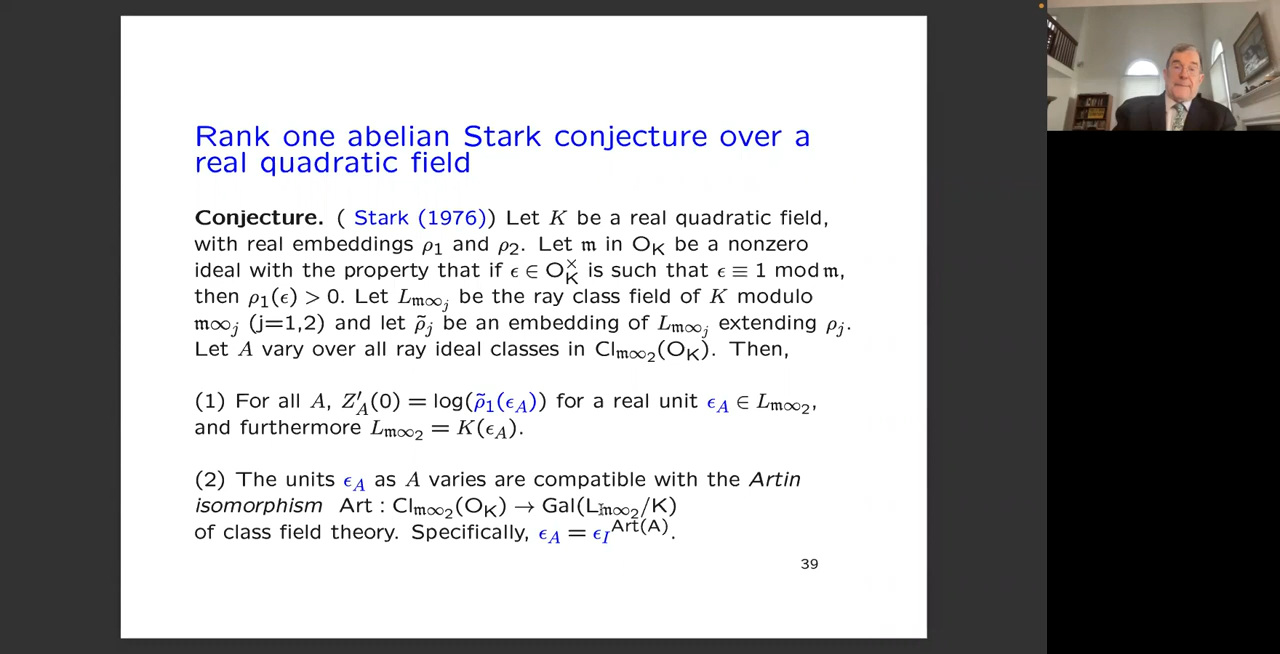 Rank one abelian Stark conjecture over a
real quadratic field
Conjecture. ( Stark (1976)) Let K be a real quadratic field,
with real embeddings ρ₁ and ρ₂. Let 𝔪 in O_K be a nonzero
ideal with the property that if ϵ ∈ O_K^× is such that ϵ ≡ 1 mod 𝔪,
then ρ₁(ϵ) > 0. Let L_{𝔪∞_j} be the ray class field of K modulo
𝔪∞_j (j=1,2) and let ρ̃_j be an embedding of L_{𝔪∞_j} extending ρ_j.
Let A vary over all ray ideal classes in Cl_{𝔪∞₂}(O_K). Then,
(1) For all A, Z′_A(0) = log(ρ̃₁(ϵ_A)) for a real unit ϵ_A ∈ L_{𝔪∞₂},
and furthermore L_{𝔪∞₂} = K(ϵ_A).
(2) The units ϵ_A as A varies are compatible with the Artin
isomorphism Art : Cl_{𝔪∞₂}(O_K) → Gal(L_{𝔪∞₂}/K)
of class field theory. Specifically, ϵ_A = ϵ_I^{Art(A)}.
39